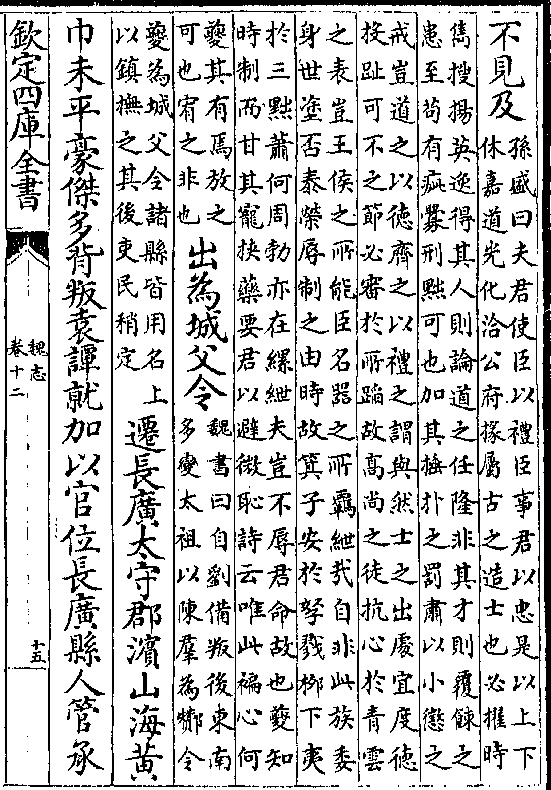 不見及
孫盛曰夫君使臣以禮臣事君以忠是以上下
休嘉道光化洽公府掾屬古之造士也必擢時
雋搜揚英逸得其人則論道之任隆非其才則覆餗之
患至苟有疵釁刑黜可也加其捶扑之罰肅以小懲之
戒豈道之以徳齊之以禮之謂與然士之出處宜度徳
投趾可不之節必審於所蹈故髙尚之徒抗心於青雲
之表豈王侯之所能臣名器之所羈紲哉自非此族委
身世塗否泰榮辱制之由時故箕子安於孥戮栁下夷
於三黜蕭何周勃亦在縲紲夫豈不辱君命故也夔知
時制而甘其寵挾藥要君以避微恥詩云唯此褊心何
夔其有焉放之
可也宥之非也
出為城父令
魏書曰自劉備叛後東南
多變太祖以陳羣為酇令
夔為城父令諸縣皆用名上
以鎮撫之其後吏民稍定
遷長廣太守郡濱山海黃
巾未平豪傑多背叛袁譚就加以官位長廣縣人管承
欽定四庫全書
魏志
卷十二
十五